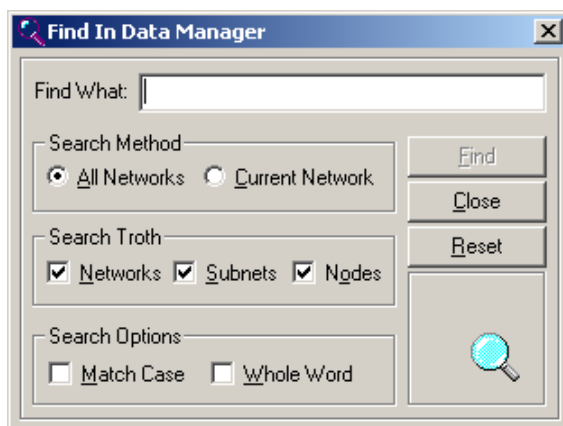 Find In Data Manager
Find What:
Search Method
All Networks Current Network
Find
Close
Search Troth
Networks Subnets Nodes
Reset
Search Options
Match Case Whole Word